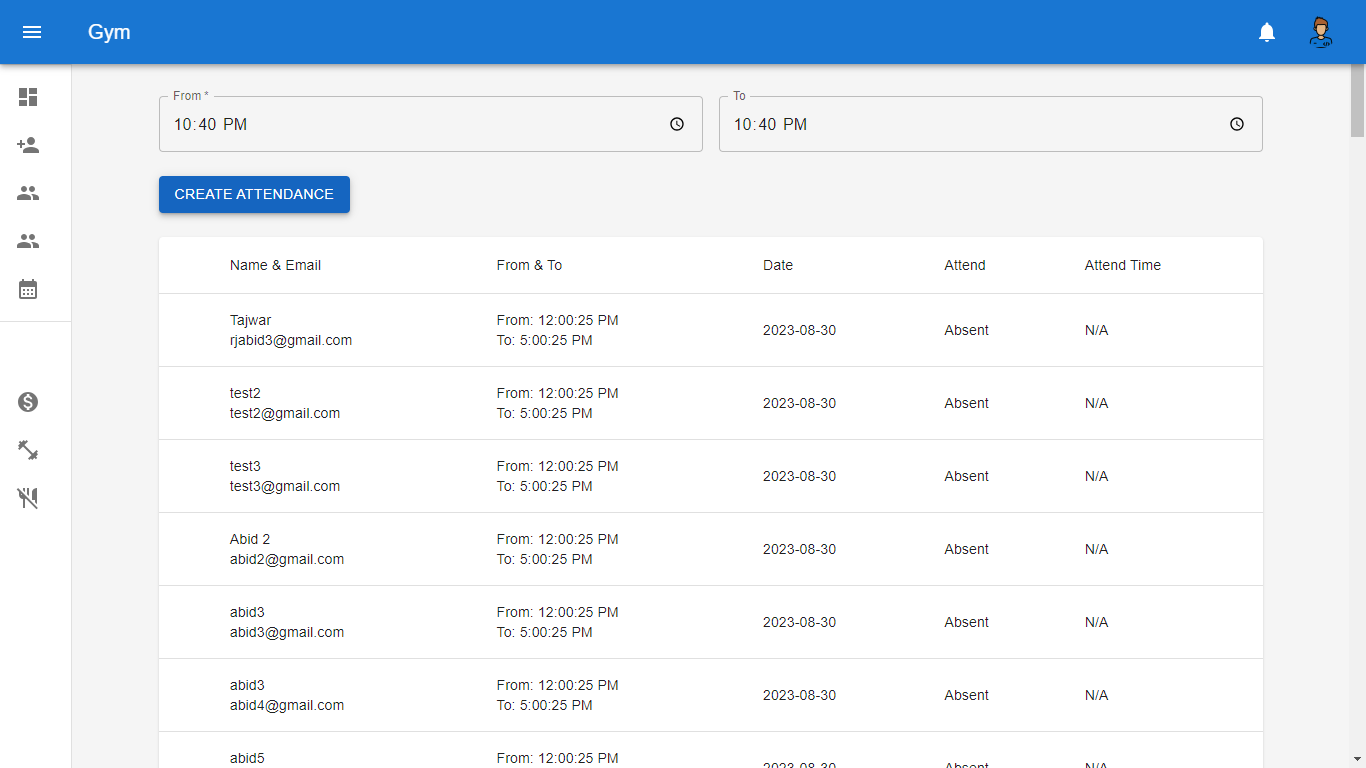 Gym
From *
To
10:40 PM
10:40 PM
CREATE ATTENDANCE
Name & Email
From & To
Date
Attend
Attend Time
Tajwar
rjabid3@gmail.com
From: 12:00:25 PM
To: 5:00:25 PM
2023-08-30
Absent
N/A
test2
test2@gmail.com
From: 12:00:25 PM
To: 5:00:25 PM
2023-08-30
Absent
N/A
test3
test3@gmail.com
From: 12:00:25 PM
To: 5:00:25 PM
2023-08-30
Absent
N/A
Abid 2
abid2@gmail.com
From: 12:00:25 PM
To: 5:00:25 PM
2023-08-30
Absent
N/A
abid3
abid3@gmail.com
From: 12:00:25 PM
To: 5:00:25 PM
2023-08-30
Absent
N/A
abid3
abid4@gmail.com
From: 12:00:25 PM
To: 5:00:25 PM
2023-08-30
Absent
N/A
abid5
From: 12:00:25 PM
2023-08-30
Absent
N/A